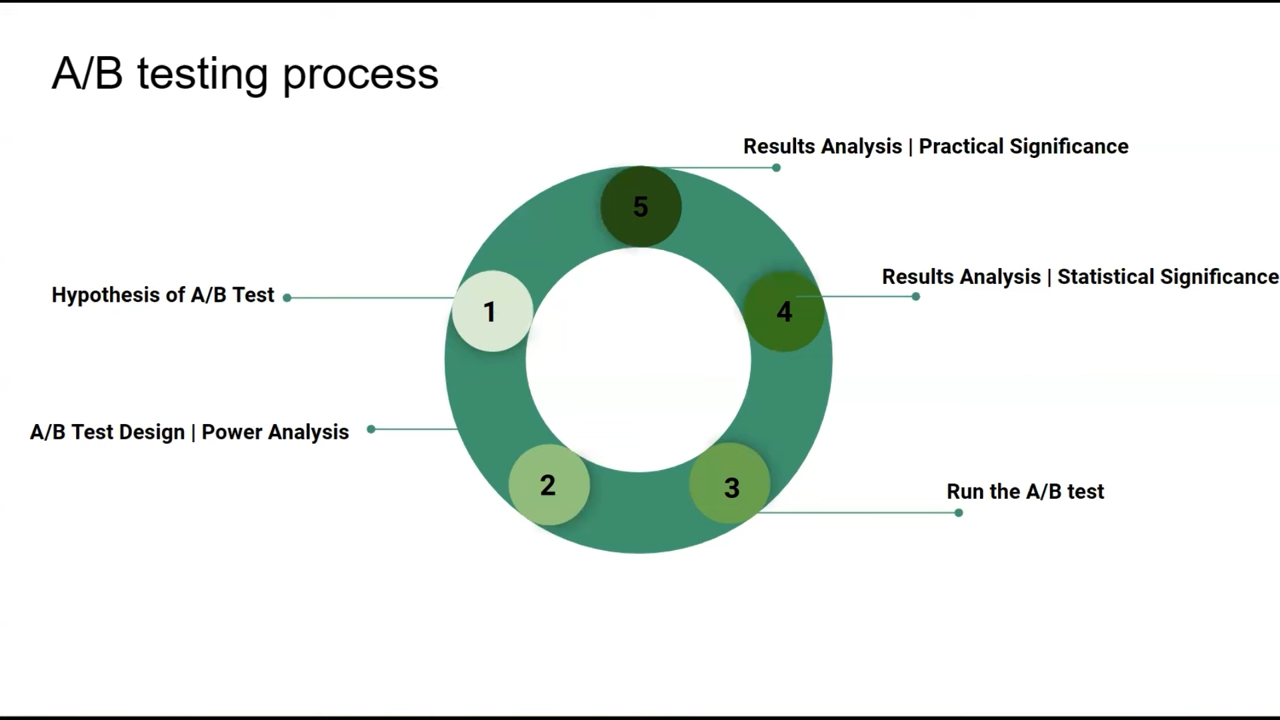 A/B testing process
Results Analysis | Practical Significance
5
Results Analysis | Statistical Significance
Hypothesis of A/B Test
1
4
A/B Test Design | Power Analysis
2
3
Run the A/B test